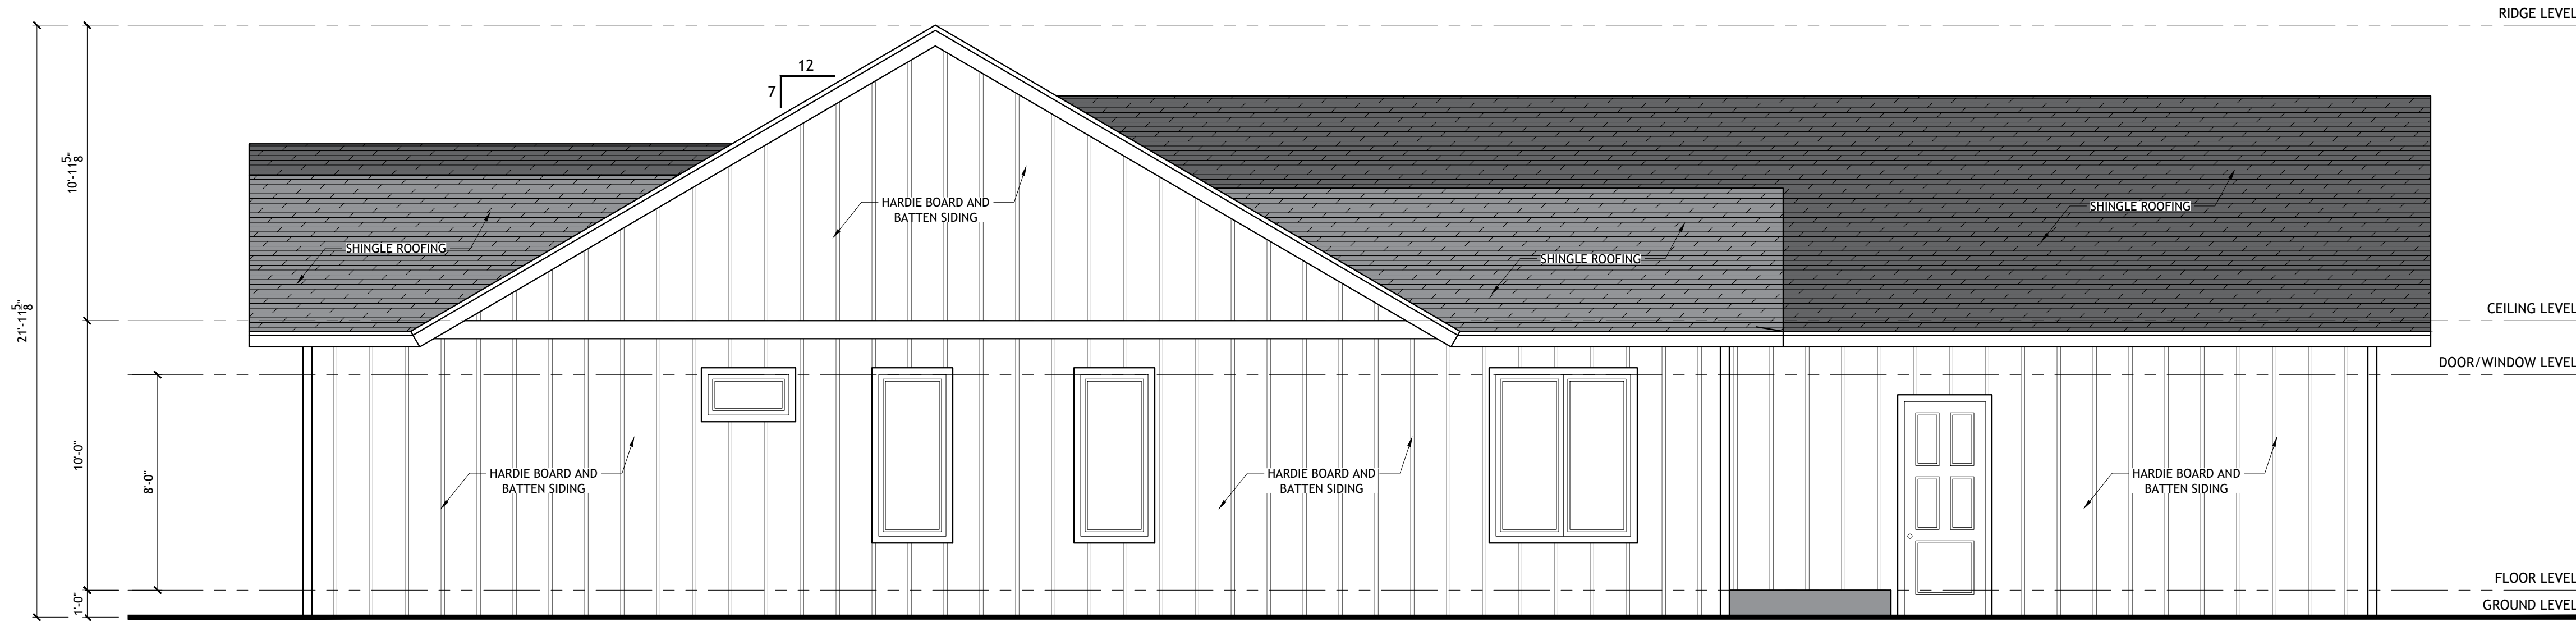 RIDGE LEVEL
12
7
10'-11 5/8"
HARDIE BOARD AND
BATTEN SIDING
SHINGLE ROOFING
SHINGLE ROOFING
SHINGLE ROOFING
21'-11 5/8"
CEILING LEVEL
DOOR/WINDOW LEVEL
10'-0"
8'-0"
HARDIE BOARD AND
BATTEN SIDING
HARDIE BOARD AND
BATTEN SIDING
HARDIE BOARD AND
BATTEN SIDING
FLOOR LEVEL
1'-0"
GROUND LEVEL